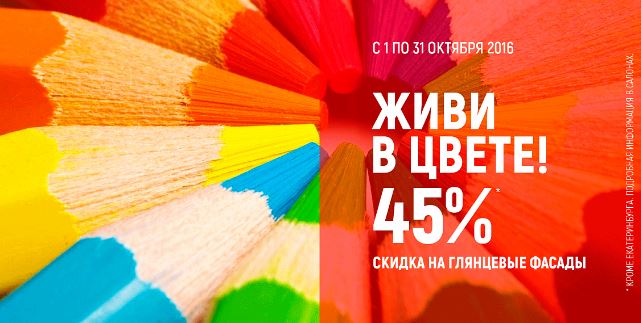 С 1 ПО 31 ОКТЯБРЯ 2016
ЖИВИ
В ЦВЕТЕ!
45%*
СКИДКА НА ГЛЯНЦЕВЫЕ ФАСАДЫ
* КРОМЕ ЕКАТЕРИНБУРГА. ПОДРОБНАЯ ИНФОРМАЦИЯ В САЛОНАХ.